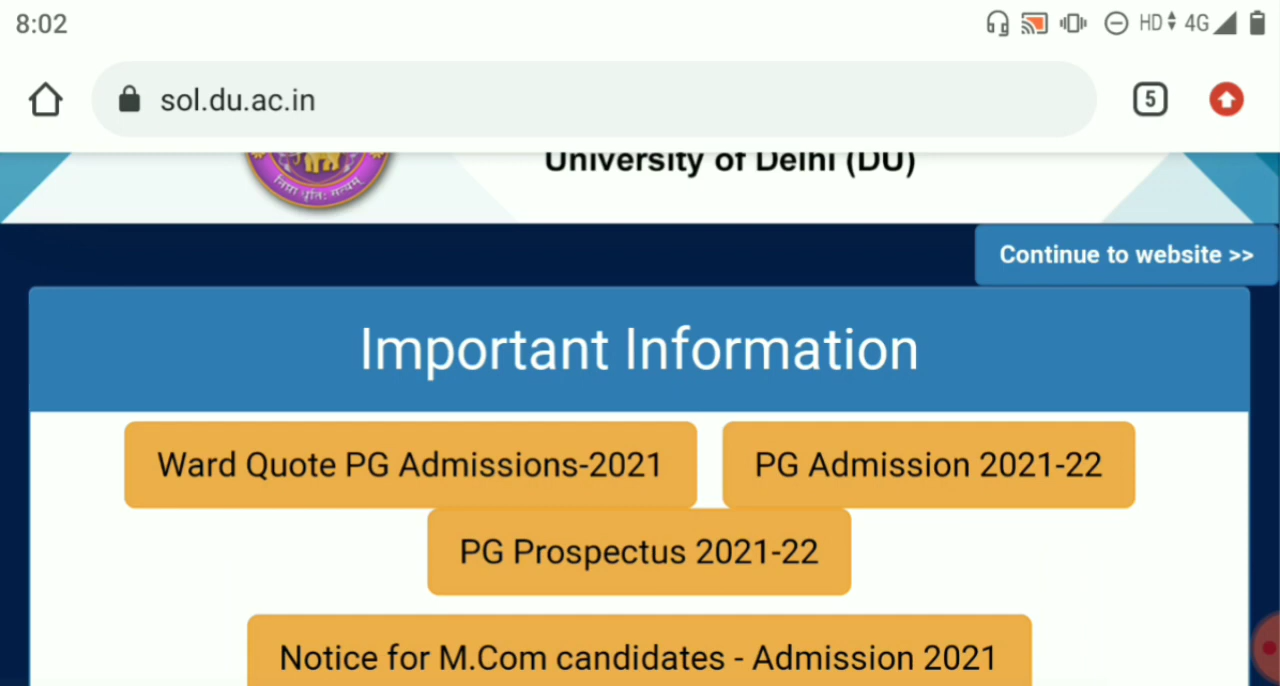 8:02 HD 4G
sol.du.ac.in 5
University of Delhi (DU)
Continue to website >>
Important Information
Ward Quote PG Admissions-2021 PG Admission 2021-22
PG Prospectus 2021-22
Notice for M.Com candidates - Admission 2021